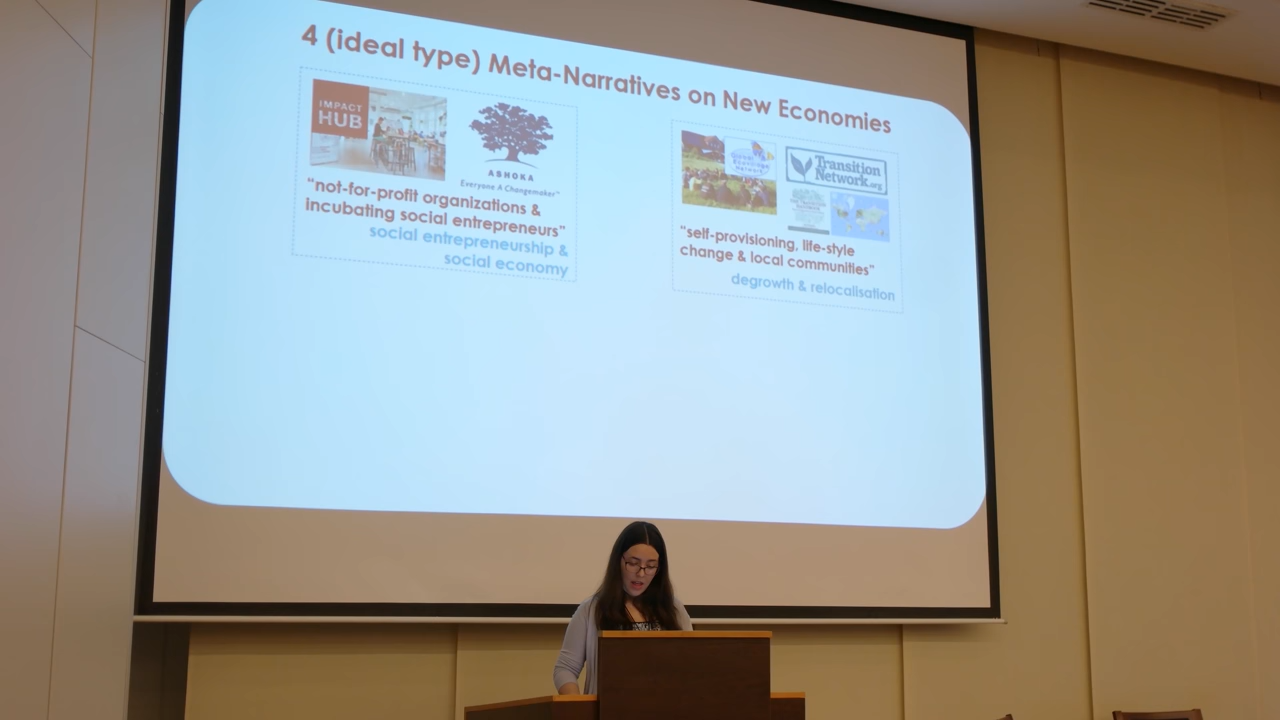 4 (ideal type) Meta-Narratives on New Economies
IMPACT
HUB
ASHOKA
Everyone A Changemaker™
"not-for-profit organizations &
incubating social entrepreneurs"
social entrepreneurship &
social economy
Transition
Network.org
"self-provisioning, life-style
change & local communities"
degrowth & relocalisation